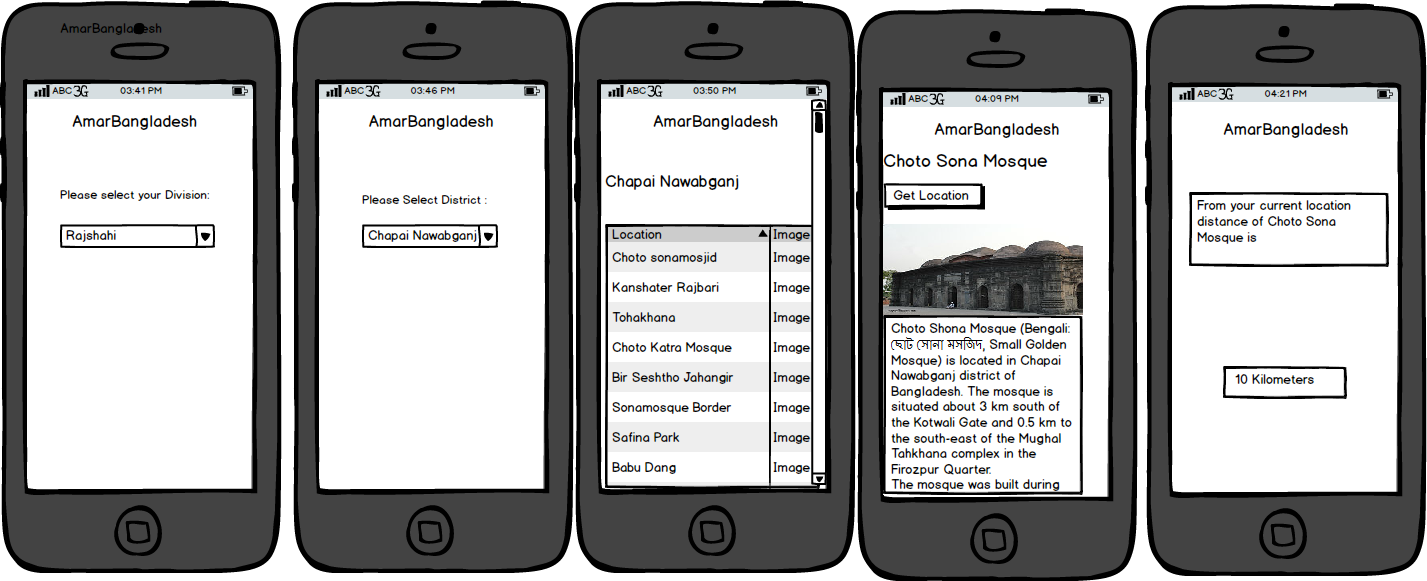 AmarBangladesh
ABC 3G 03:41 PM
AmarBangladesh
Please select your Division:
Rajshahi
ABC 3G 03:46 PM
AmarBangladesh
Please Select District :
Chapai Nawabganj
ABC 3G 03:50 PM
AmarBangladesh
Chapai Nawabganj
Location Image
Choto sonamosjid Image
Kanshater Rajbari Image
Tohakhana Image
Choto Katra Mosque Image
Bir Seshtho Jahangir Image
Sonamosque Border Image
Safina Park Image
Babu Dang Image
ABC 3G 04:09 PM
AmarBangladesh
Choto Sona Mosque
Get Location
Choto Shona Mosque (Bengali:
ছোট সোনা মসজিদ, Small Golden
Mosque) is located in Chapai
Nawabganj district of
Bangladesh. The mosque is
situated about 3 km south of
the Kotwali Gate and 0.5 km to
the south-east of the Mughal
Tahkhana complex in the
Firozpur Quarter.
The mosque was built during
ABC 3G 04:21 PM
AmarBangladesh
From your current location
distance of Choto Sona
Mosque is
10 Kilometers